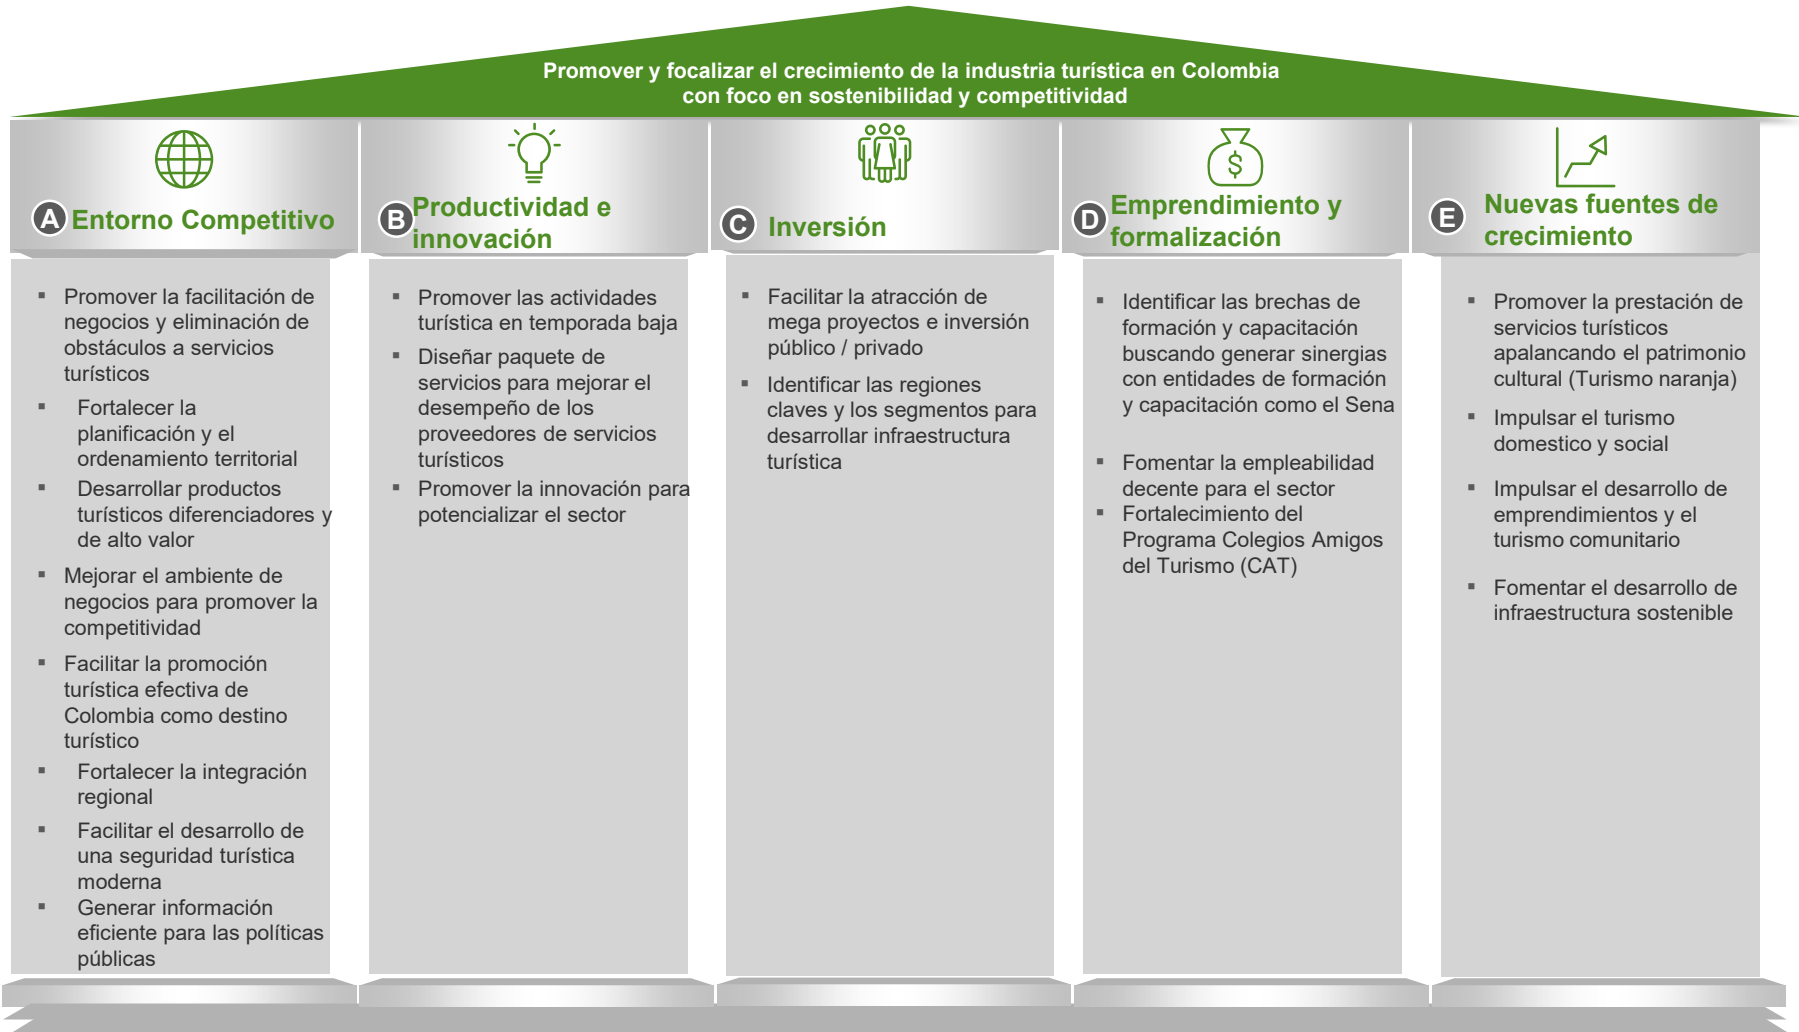 Promover y focalizar el crecimiento de la industria turística en Colombia
con foco en sostenibilidad y competitividad
A Entorno Competitivo
Promover la facilitación de
negocios y eliminación de
obstáculos a servicios
turísticos
Fortalecer la
planificación y el
ordenamiento territorial
Desarrollar productos
turísticos diferenciadores y
de alto valor
Mejorar el ambiente de
negocios para promover la
competitividad
Facilitar la promoción
turística efectiva de
Colombia como destino
turístico
Fortalecer la integración
regional
Facilitar el desarrollo de
una seguridad turística
moderna
Generar información
eficiente para las políticas
públicas
B Productividad e
innovación
Promover las actividades
turística en temporada baja
Diseñar paquete de
servicios para mejorar el
desempeño de los
proveedores de servicios
turísticos
Promover la innovación para
potencializar el sector
C Inversión
Facilitar la atracción de
mega proyectos e inversión
público / privado
Identificar las regiones
claves y los segmentos para
desarrollar infraestructura
turística
$
D Emprendimiento y
formalización
Identificar las brechas de
formación y capacitación
buscando generar sinergias
con entidades de formación
y capacitación como el Sena
Fomentar la empleabilidad
decente para el sector
Fortalecimiento del
Programa Colegios Amigos
del Turismo (CAT)
E Nuevas fuentes de
crecimiento
Promover la prestación de
servicios turísticos
apalancando el patrimonio
cultural (Turismo naranja)
Impulsar el turismo
domestico y social
Impulsar el desarrollo de
emprendimientos y el
turismo comunitario
Fomentar el desarrollo de
infraestructura sostenible